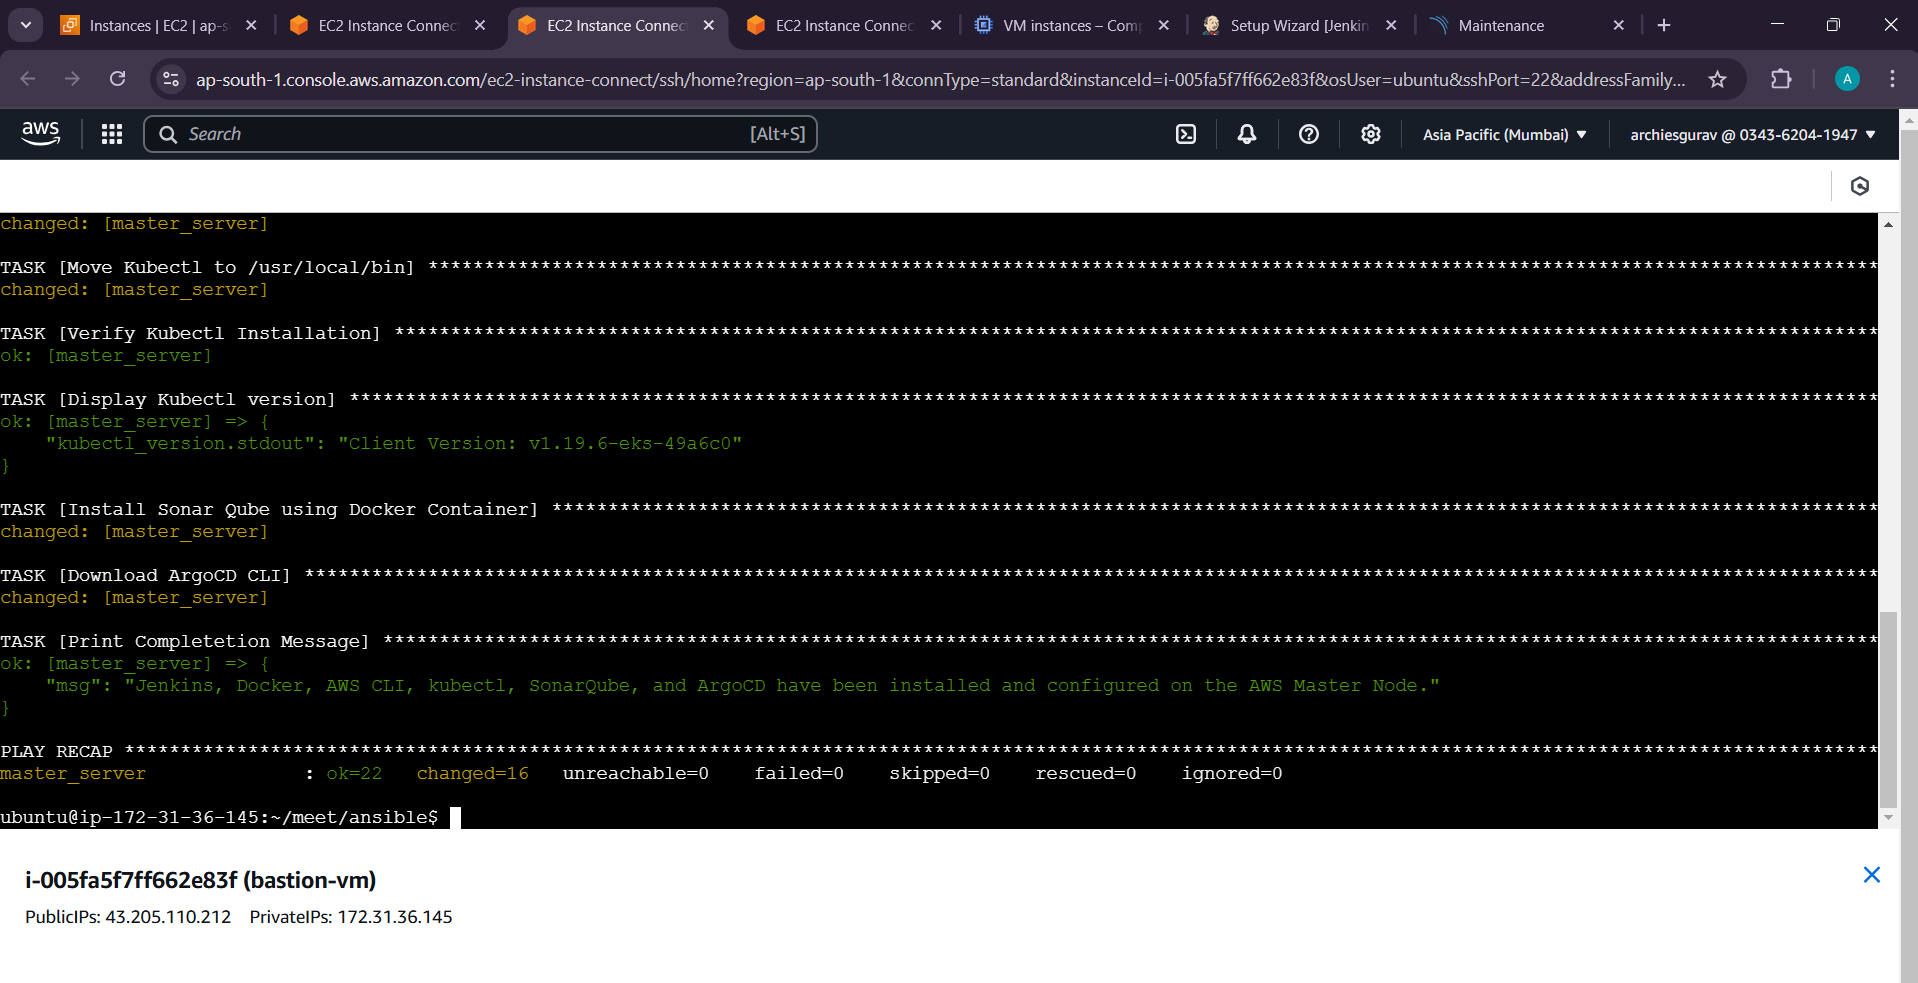 Instances | EC2 | ap-s
EC2 Instance Connec
EC2 Instance Connec
EC2 Instance Connec
VM instances – Comp
Setup Wizard [Jenkin
Maintenance
ap-south-1.console.aws.amazon.com/ec2-instance-connect/ssh/home?region=ap-south-1&connType=standard&instanceId=i-005fa5f7ff662e83f&osUser=ubuntu&sshPort=22&addressFamily...
A
aws
Search
[Alt+S]
Asia Pacific (Mumbai)
archiesgurav @ 0343-6204-1947
changed: [master_server]
TASK [Move Kubectl to /usr/local/bin] ****************************************************************************************************************************
changed: [master_server]
TASK [Verify Kubectl Installation] *******************************************************************************************************************************
ok: [master_server]
TASK [Display Kubectl version] ***********************************************************************************************************************************
ok: [master_server] => {
    "kubectl_version.stdout": "Client Version: v1.19.6-eks-49a6c0"
}
TASK [Install Sonar Qube using Docker Container] *****************************************************************************************************************
changed: [master_server]
TASK [Download ArgoCD CLI] ***************************************************************************************************************************************
changed: [master_server]
TASK [Print Completetion Message] ********************************************************************************************************************************
ok: [master_server] => {
    "msg": "Jenkins, Docker, AWS CLI, kubectl, SonarQube, and ArgoCD have been installed and configured on the AWS Master Node."
}
PLAY RECAP *******************************************************************************************************************************************************
master_server              : ok=22   changed=16   unreachable=0    failed=0    skipped=0    rescued=0    ignored=0
ubuntu@ip-172-31-36-145:~/meet/ansible$
i-005fa5f7ff662e83f (bastion-vm)
PublicIPs: 43.205.110.212    PrivateIPs: 172.31.36.145